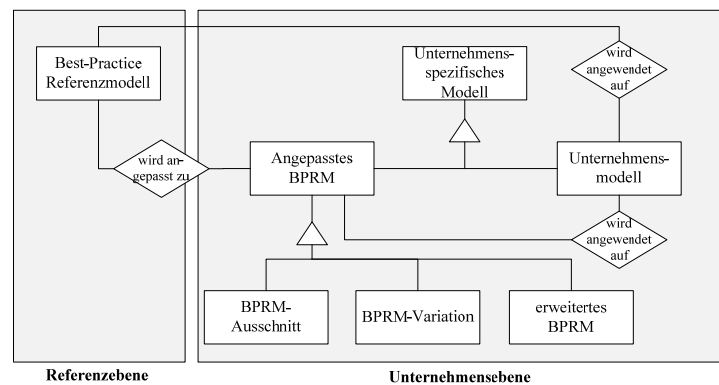 Best-Practice
Referenzmodell
Unternehmens-
spezifisches
Modell
wird
angewendet
auf
wird an-
gepasst zu
Angepasstes
BPRM
Unternehmens-
modell
wird
angewendet
auf
BPRM-
Ausschnitt
BPRM-Variation
erweitertes
BPRM
Referenzebene
Unternehmensebene